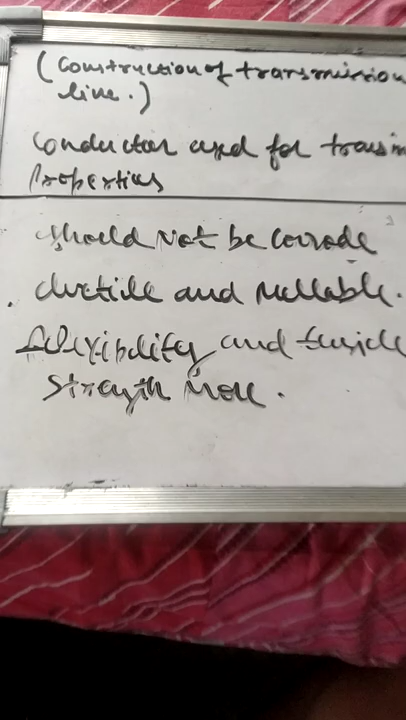 (Construction of transmission
line.)
Conductor used for transm
Properties
should not be corrode
ductile and mallable.
flexibility and tensile
strength more.